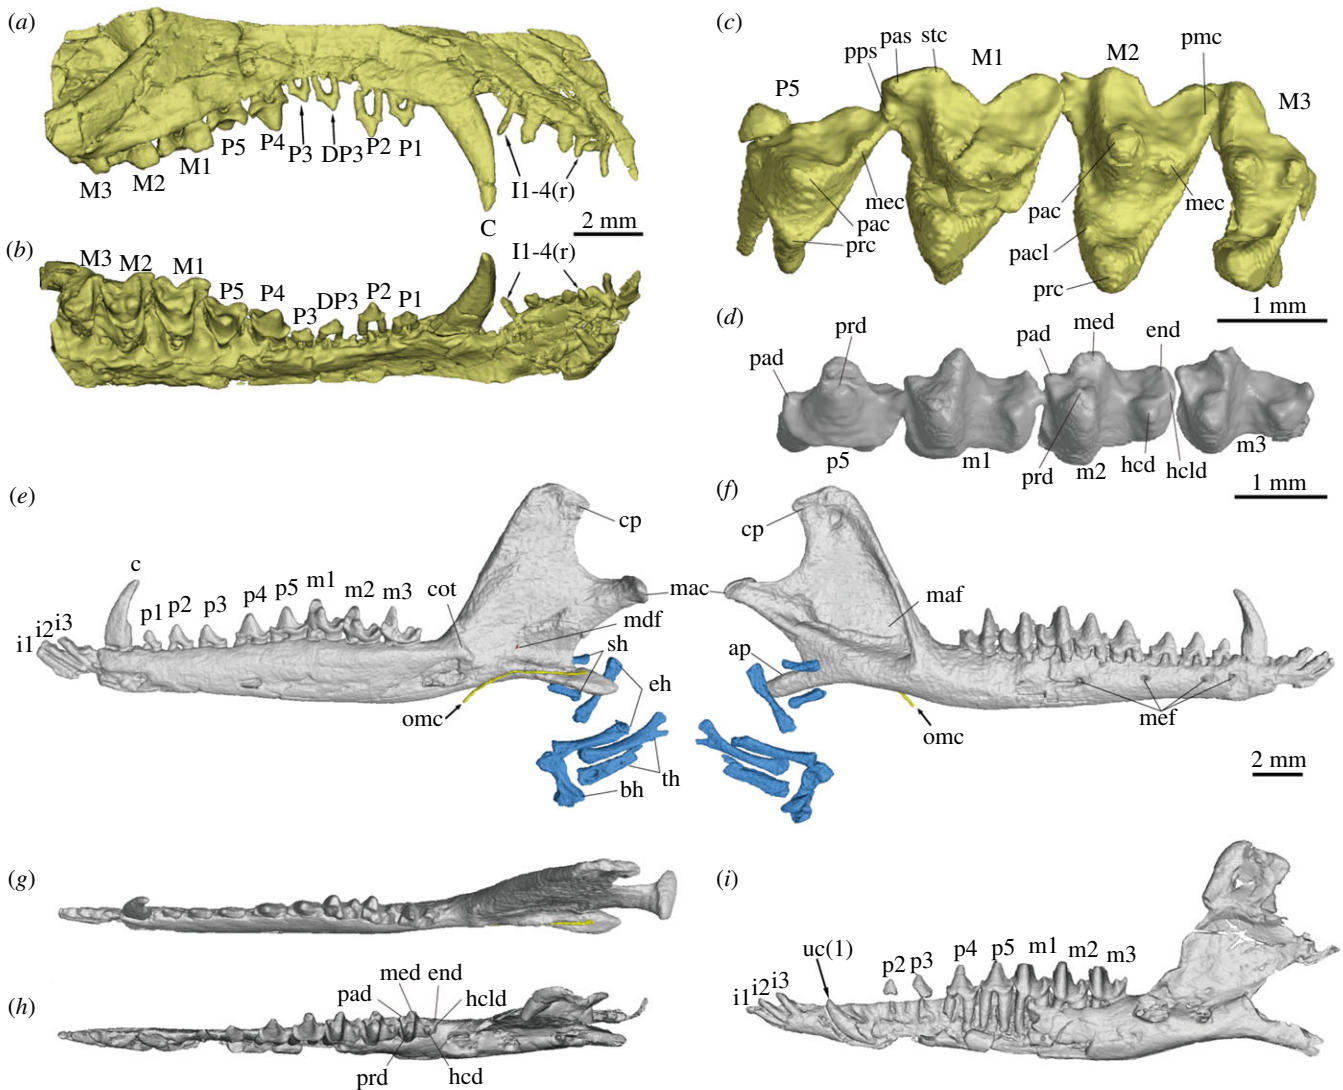 (a)
M3 M2 M1 P5 P4 P3 DP3 P2 P1
I1-4(r)
C
2 mm
(b)
M3 M2 M1 P5 P4 P3 DP3 P2 P1
I1-4(r)
(c)
P5 pps pas stc M1 M2 pmc M3
mec pac prc
pac mec pacl prc
1 mm
(d)
pad prd pad med end
p5 m1 prd m2 hcd hcld m3
1 mm
(e)
cp
c
i1 i2 i3 p1 p2 p3 p4 p5 m1 m2 m3 cot
mac
mdf
sh
eh
omc
th
bh
(f)
cp
maf
ap
omc
mef
2 mm
(g)
(h)
pad med end hcld
prd hcd
(i)
i1 i2 i3 uc(1) p2 p3 p4 p5 m1 m2 m3